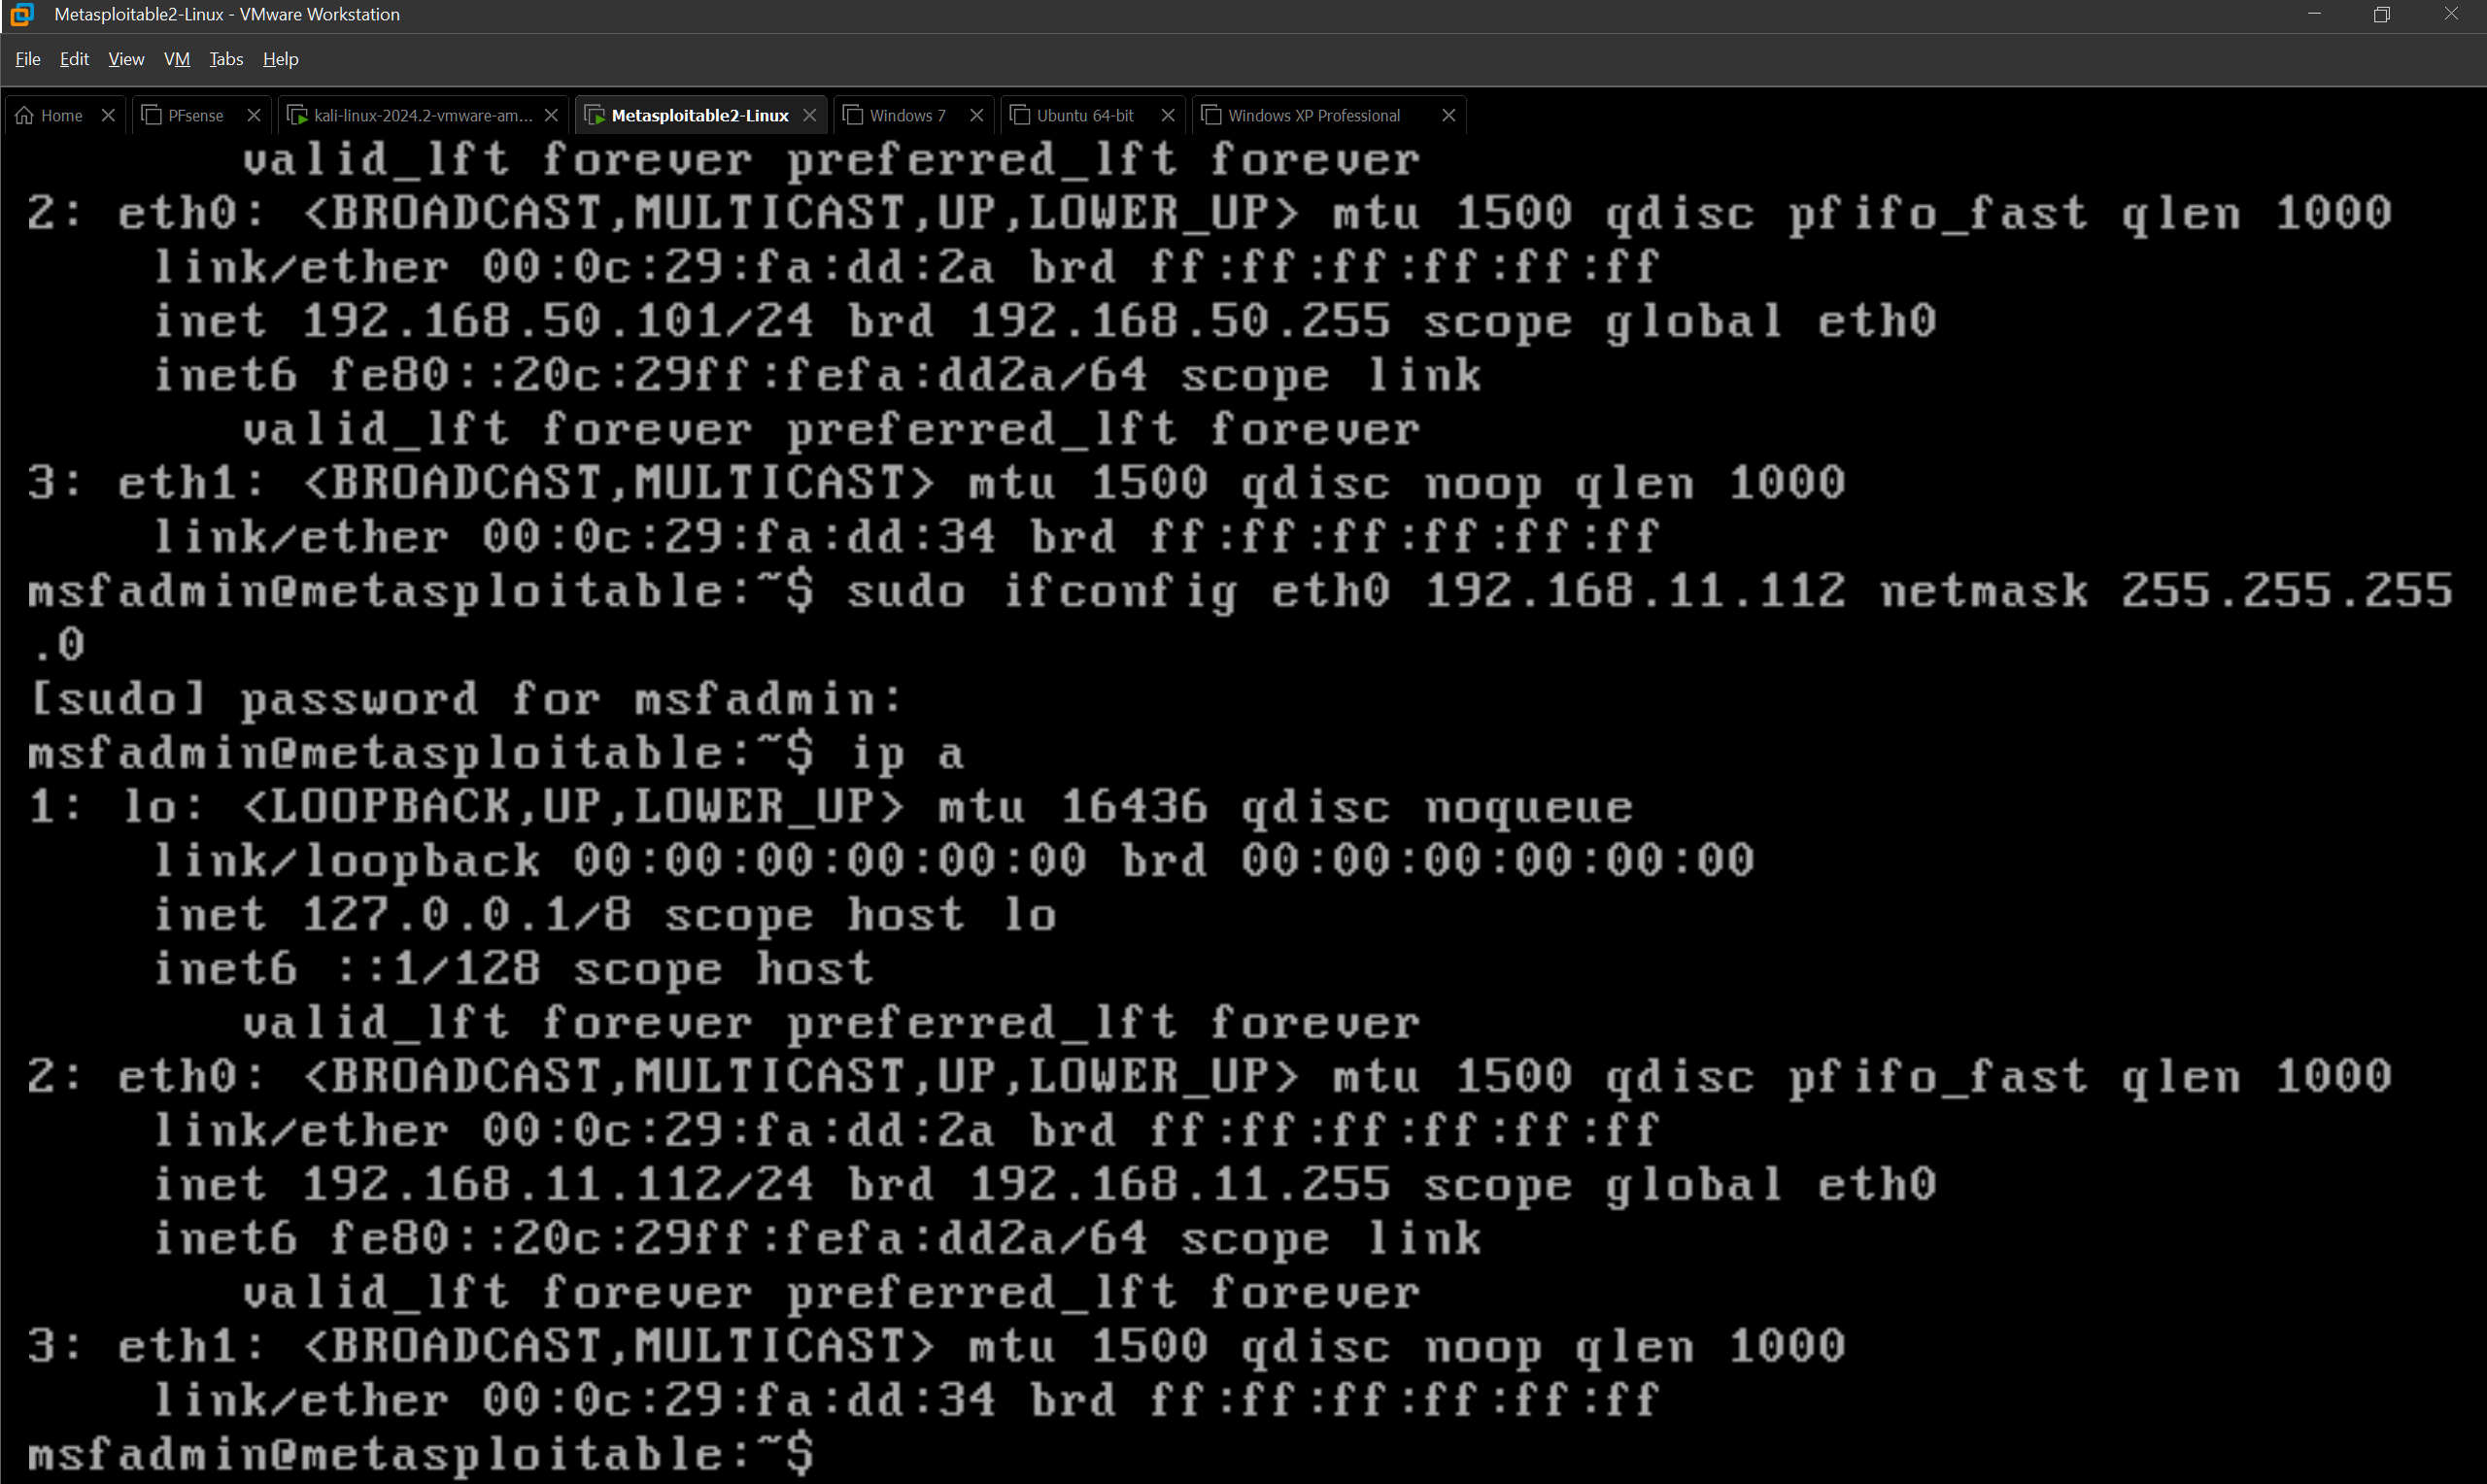 Metasploitable2-Linux - VMware Workstation
File Edit View VM Tabs Help
Home PFsense kali-linux-2024.2-vmware-am... Metasploitable2-Linux Windows 7 Ubuntu 64-bit Windows XP Professional
valid_lft forever preferred_lft forever
2: eth0: <BROADCAST,MULTICAST,UP,LOWER_UP> mtu 1500 qdisc pfifo_fast qlen 1000
link/ether 00:0c:29:fa:dd:2a brd ff:ff:ff:ff:ff:ff
inet 192.168.50.101/24 brd 192.168.50.255 scope global eth0
inet6 fe80::20c:29ff:fefa:dd2a/64 scope link
valid_lft forever preferred_lft forever
3: eth1: <BROADCAST,MULTICAST> mtu 1500 qdisc noop qlen 1000
link/ether 00:0c:29:fa:dd:34 brd ff:ff:ff:ff:ff:ff
msfadmin@metasploitable:~$ sudo ifconfig eth0 192.168.11.112 netmask 255.255.255
.0
[sudo] password for msfadmin:
msfadmin@metasploitable:~$ ip a
1: lo: <LOOPBACK,UP,LOWER_UP> mtu 16436 qdisc noqueue
link/loopback 00:00:00:00:00:00 brd 00:00:00:00:00:00
inet 127.0.0.1/8 scope host lo
inet6 ::1/128 scope host
valid_lft forever preferred_lft forever
2: eth0: <BROADCAST,MULTICAST,UP,LOWER_UP> mtu 1500 qdisc pfifo_fast qlen 1000
link/ether 00:0c:29:fa:dd:2a brd ff:ff:ff:ff:ff:ff
inet 192.168.11.112/24 brd 192.168.11.255 scope global eth0
inet6 fe80::20c:29ff:fefa:dd2a/64 scope link
valid_lft forever preferred_lft forever
3: eth1: <BROADCAST,MULTICAST> mtu 1500 qdisc noop qlen 1000
link/ether 00:0c:29:fa:dd:34 brd ff:ff:ff:ff:ff:ff
msfadmin@metasploitable:~$